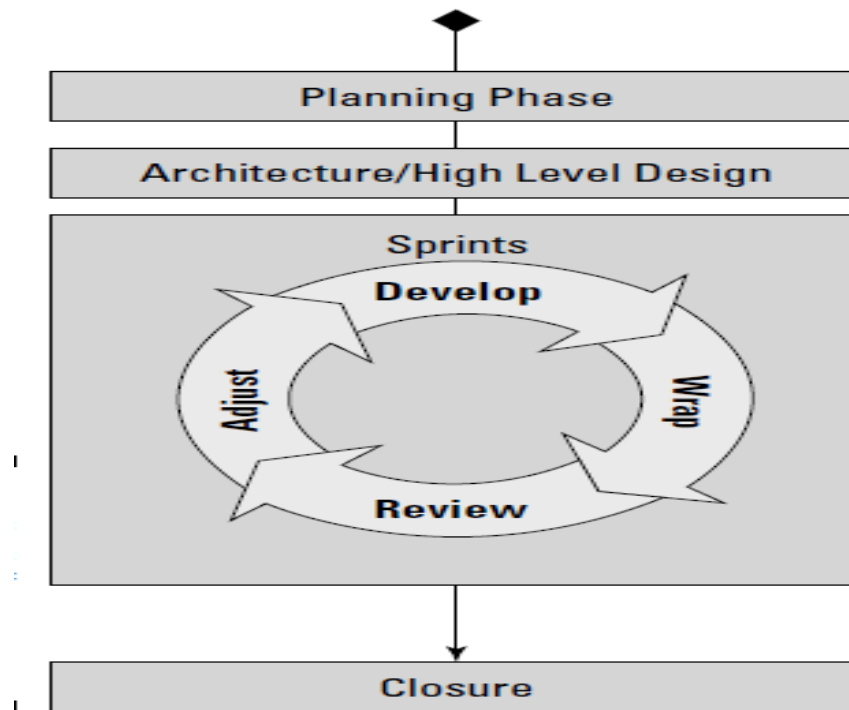 Planning Phase
Architecture/High Level Design
Sprints
Develop
Wrap
Review
Adjust
Closure